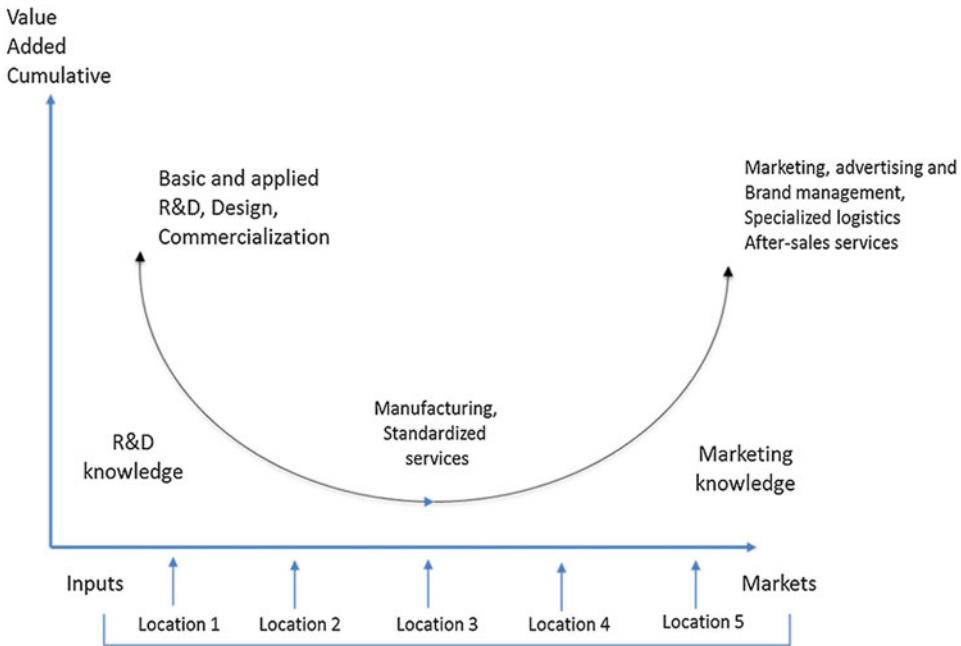 Value
Added
Cumulative
Basic and applied
R&D, Design,
Commercialization
Marketing, advertising and
Brand management,
Specialized logistics
After-sales services
Manufacturing,
Standardized
services
R&D
knowledge
Marketing
knowledge
Inputs
Markets
Location 1
Location 2
Location 3
Location 4
Location 5